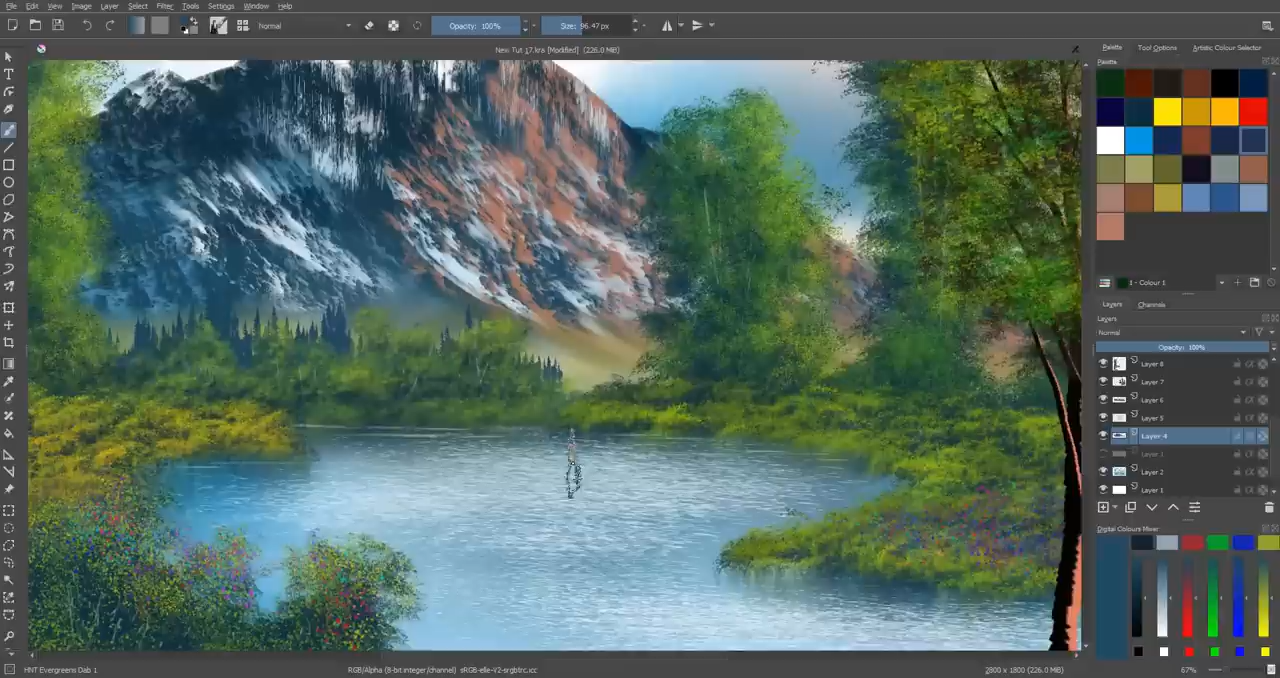 File Edit View Image Layer Select Filter Tools Settings Window Help
Normal Opacity: 100% Size: 96.47 px
New Tut 17.kra [Modified] (226.0 MiB)
Palette Tool Options Artistic Colour Selector
Palette
1 - Colour 1
Layers Channels
Layers
Normal
Opacity: 100%
Layer 8
Layer 7
Layer 6
Layer 5
Layer 4
Layer 3
Layer 2
Layer 1
Digital Colours Mixer
HNT Evergreens Dab 1 RGB/Alpha (8-bit integer/channel) sRGB-elle-V2-srgbtrc.icc 2800 x 1800 (226.0 MiB) 67%